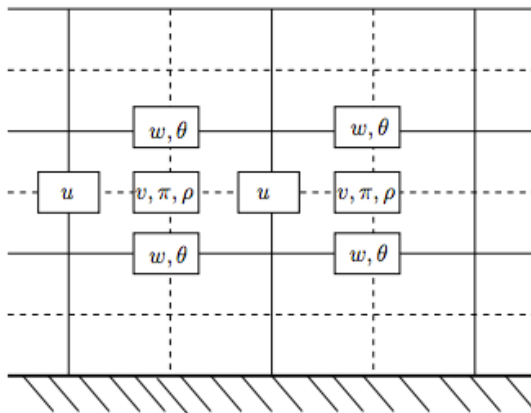 w, θ w, θ
u v, π, ρ u v, π, ρ
w, θ w, θ